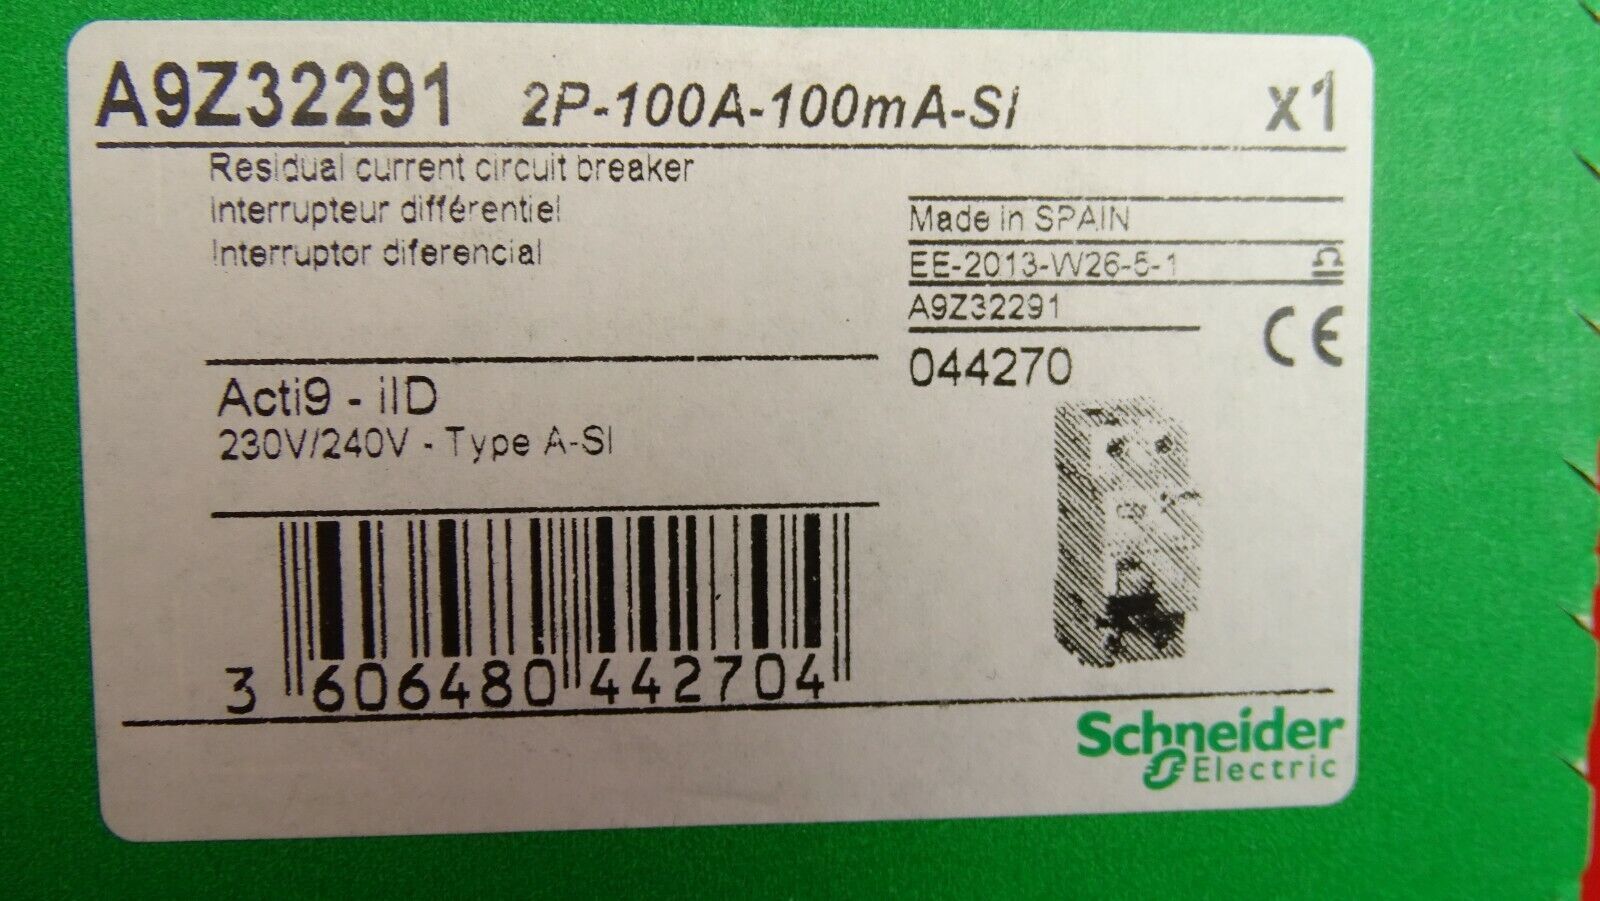 A9Z32291 2P-100A-100mA-SI x1
Residual current circuit breaker
Interrupteur différentiel
Interruptor diferencial
Made in SPAIN
EE-2013-W26-5-1
A9Z32291
CE
044270
Acti9 - iID
230V/240V - Type A-SI
3 606480 442704
Schneider
Electric